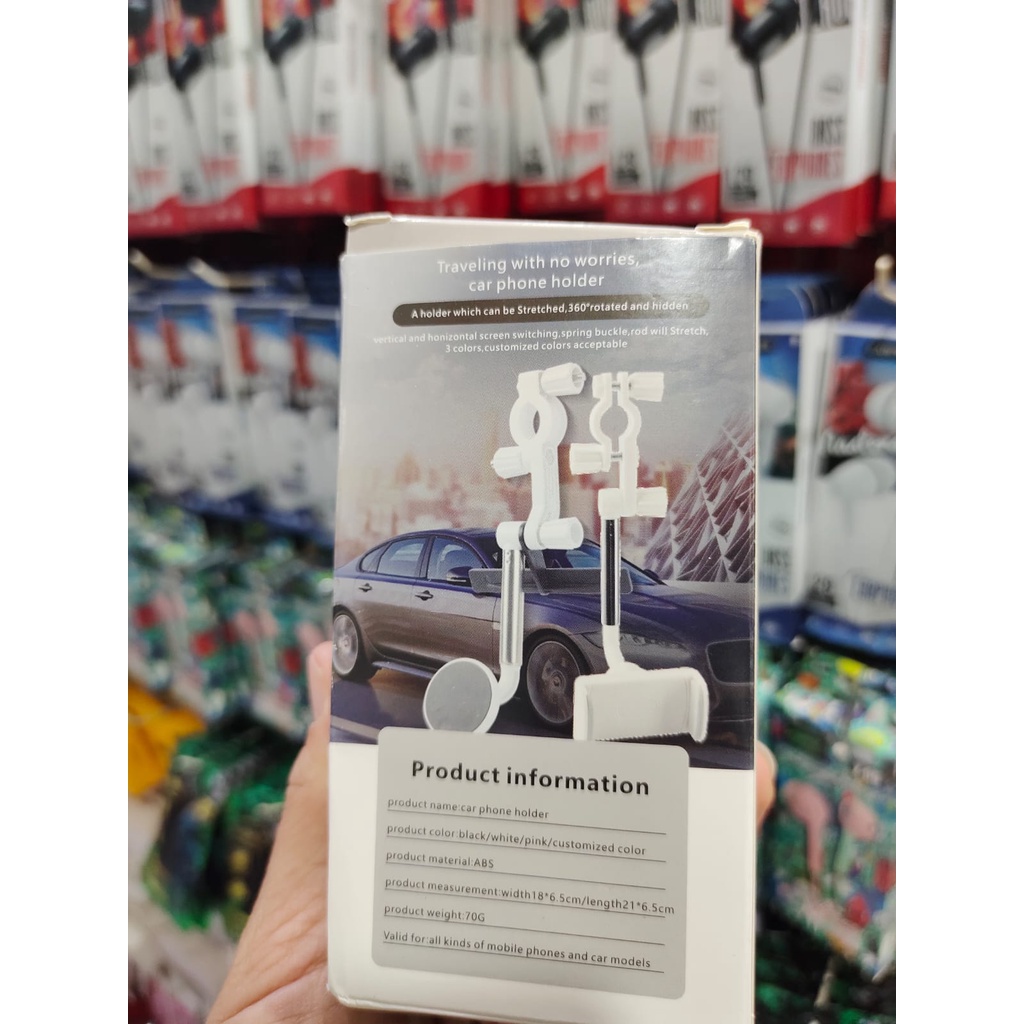 Traveling with no worries,
car phone holder
A holder which can be Stretched,360°rotated and hidden
vertical and honizontal screen switching,spring buckle,rod will Stretch,
3 colors,customized colors acceptable
Product information
product name:car phone holder
product color:black/white/pink/customized color
product material:ABS
product measurement:width18*6.5cm/length21*6.5cm
product weight:70G
Valid for:all kinds of mobile phones and car models